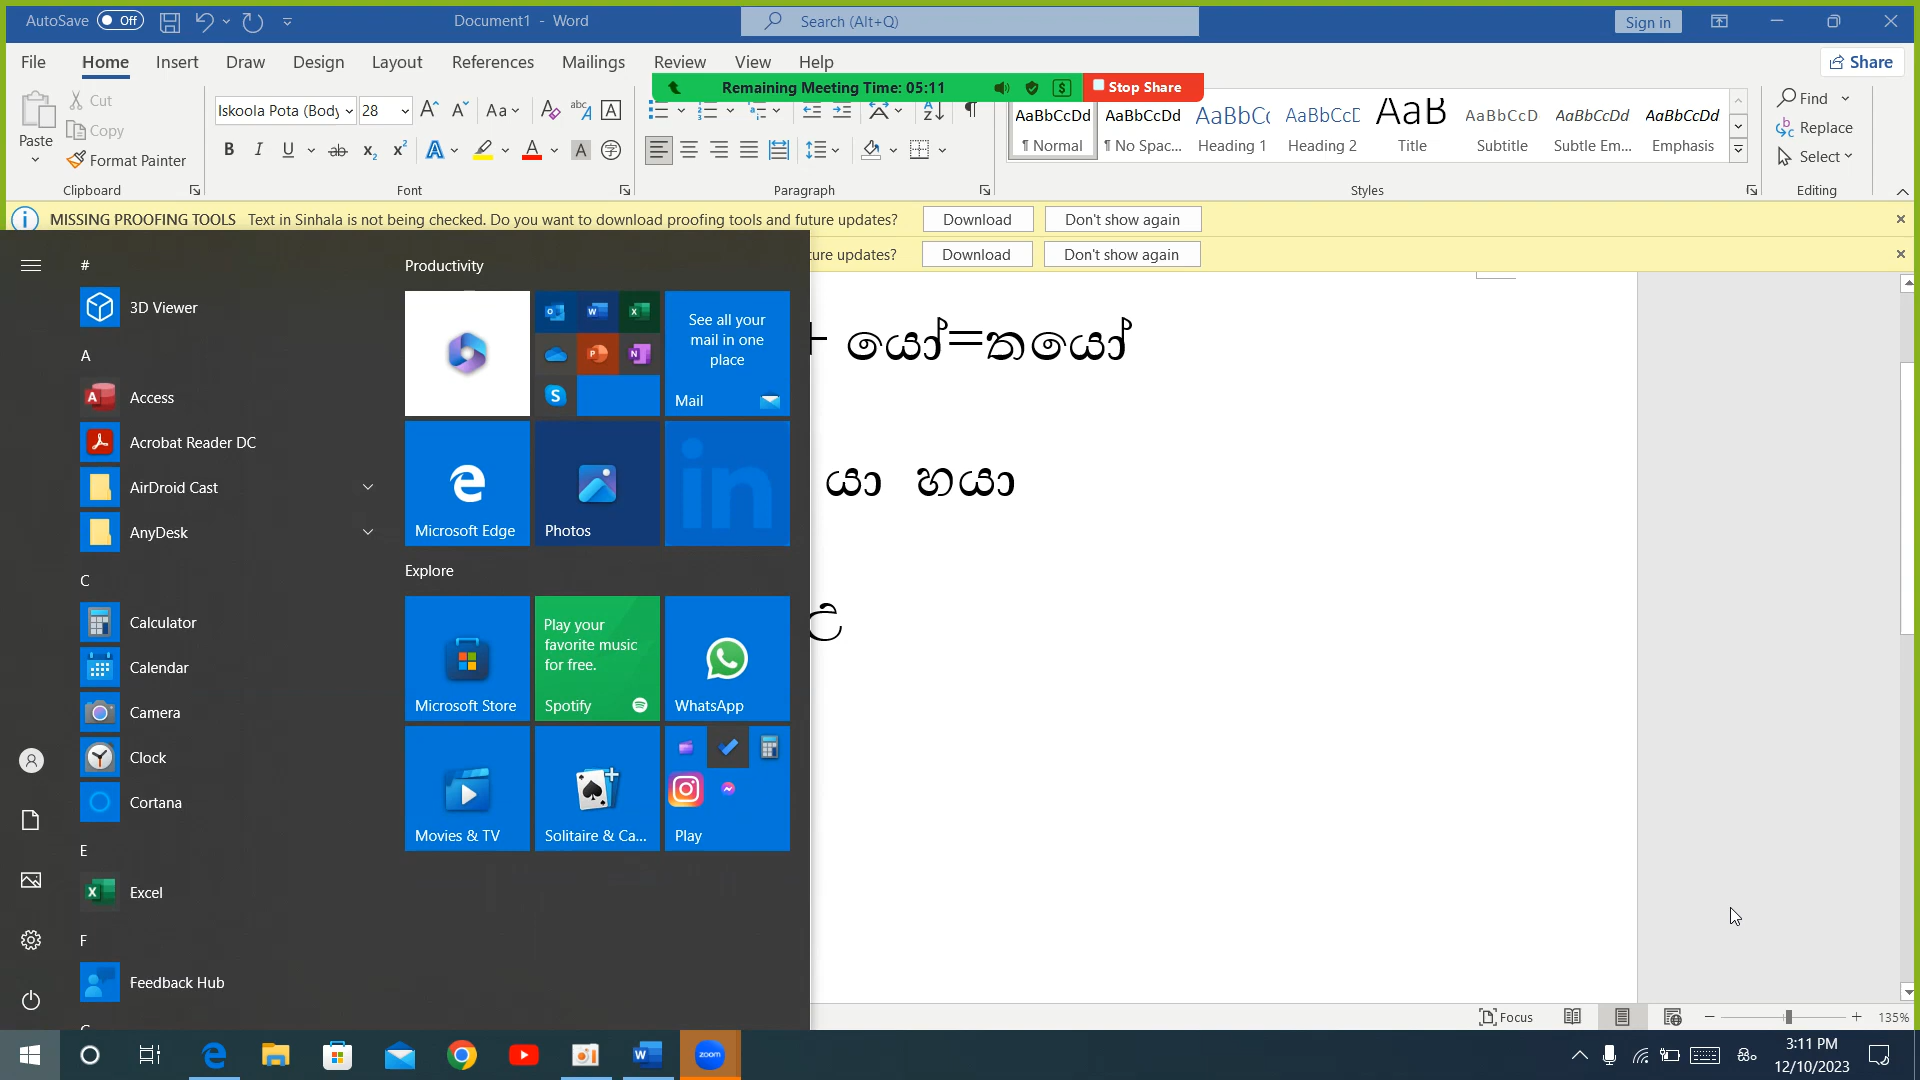 AutoSave Off Document1 - Word Search (Alt+Q) Sign in
File Home Insert Draw Design Layout References Mailings Review View Help Share
Remaining Meeting Time: 05:11 Stop Share
Paste Cut Copy Format Painter
Iskoola Pota (Body 28
AaBbCcDd AaBbCcDd AaBbCc AaBbCcD AaB AaBbCcD AaBbCcDd AaBbCcDd
¶ Normal ¶ No Spac... Heading 1 Heading 2 Title Subtitle Subtle Em... Emphasis
Find
Replace
Select
Clipboard Font Paragraph Styles Editing
MISSING PROOFING TOOLS Text in Sinhala is not being checked. Do you want to download proofing tools and future updates? Download Don't show again
ture updates? Download Don't show again
#
3D Viewer
A
Access
Acrobat Reader DC
AirDroid Cast
AnyDesk
C
Calculator
Calendar
Camera
Clock
Cortana
E
Excel
F
Feedback Hub
Productivity
See all your mail in one place
Mail
Microsoft Edge
Photos
in
Explore
Microsoft Store
Play your favorite music for free.
Spotify
WhatsApp
Movies & TV
Solitaire & Ca...
Play
+ යෝ=තයෝ
යා හයා
Focus 135%
zoom
3:11 PM
12/10/2023